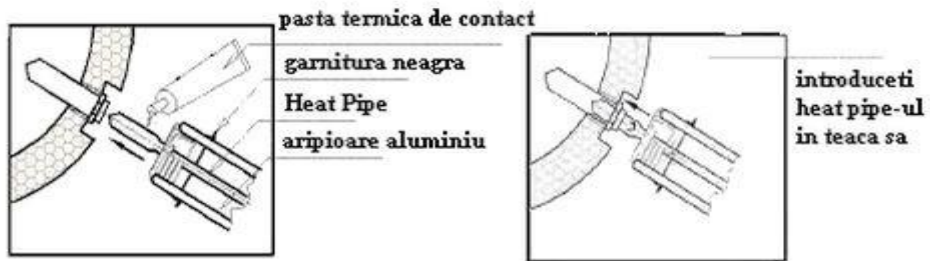 pasta termica de contact
garnitura neagra
Heat Pipe
aripioare aluminiu
introduceti
heat pipe-ul
in teaca sa